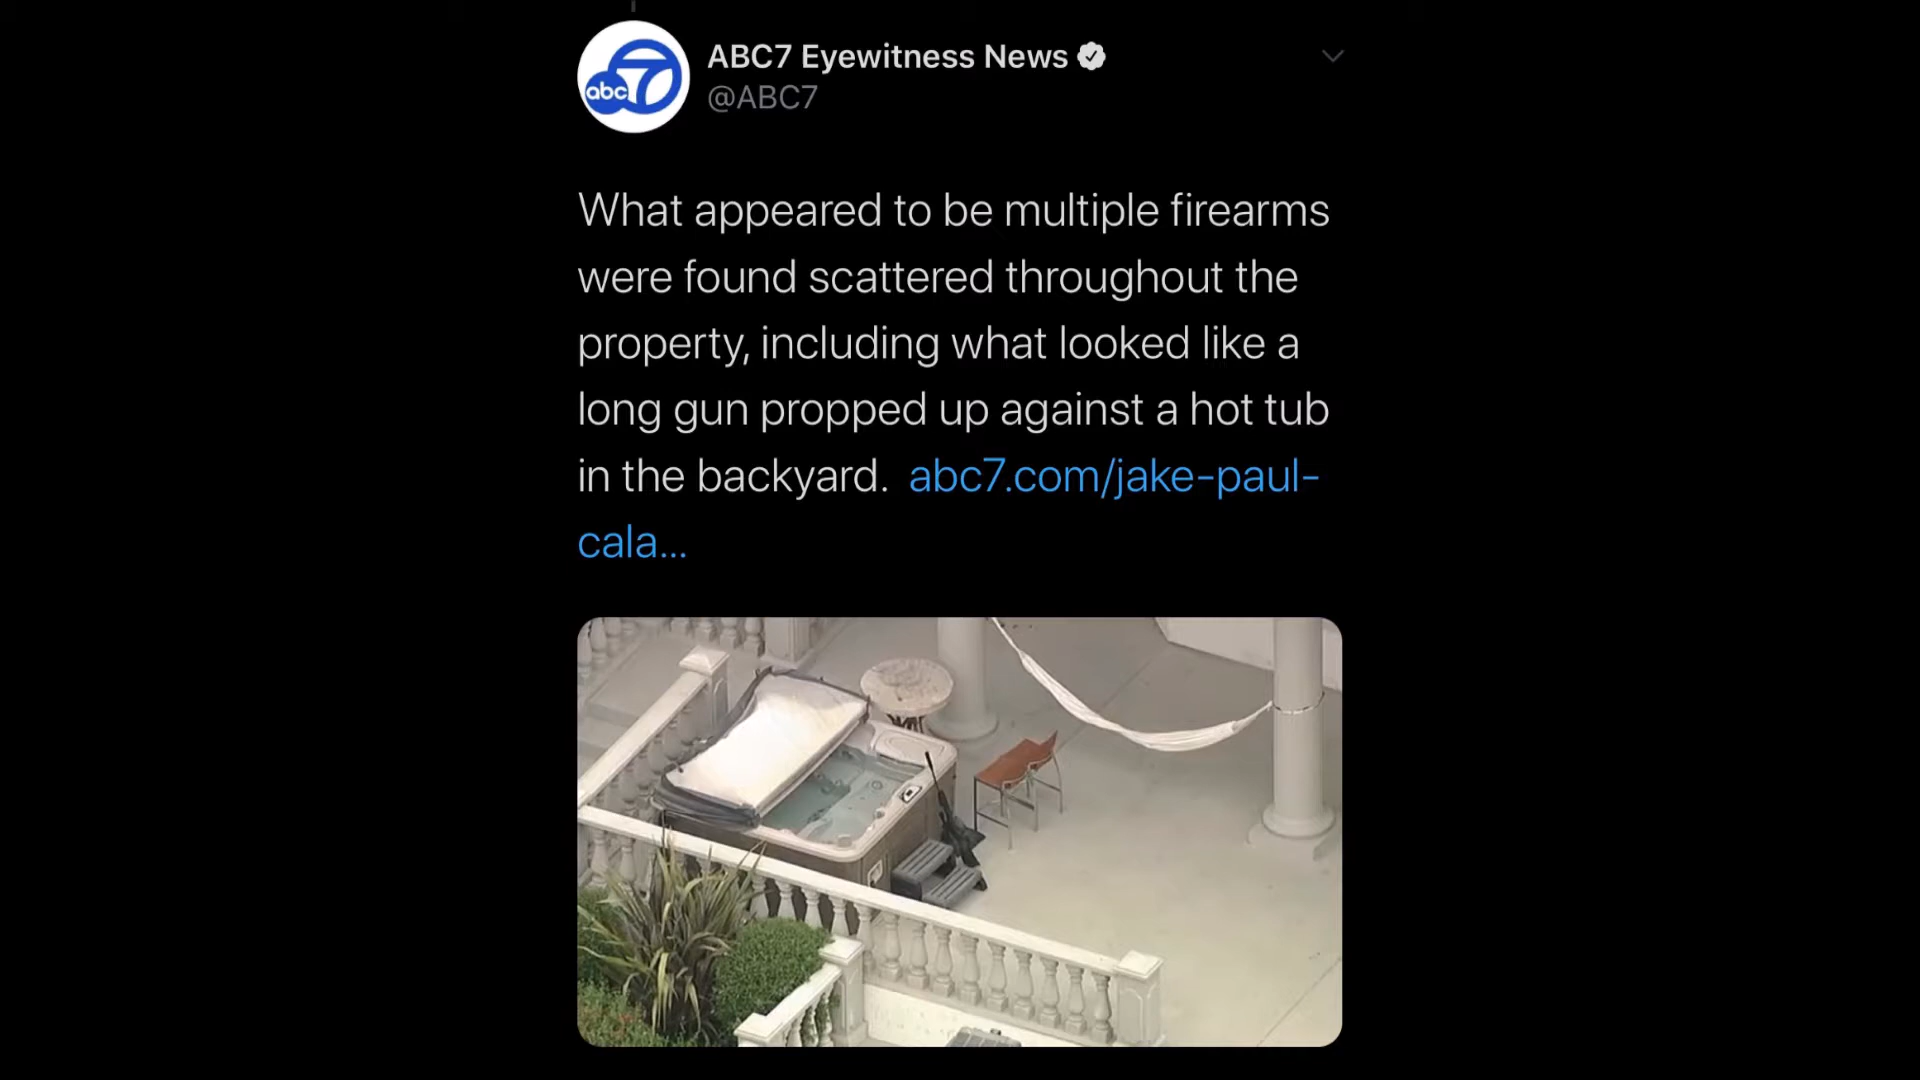 abc7
ABC7 Eyewitness News
@ABC7
What appeared to be multiple firearms
were found scattered throughout the
property, including what looked like a
long gun propped up against a hot tub
in the backyard. abc7.com/jake-paul-
cala...